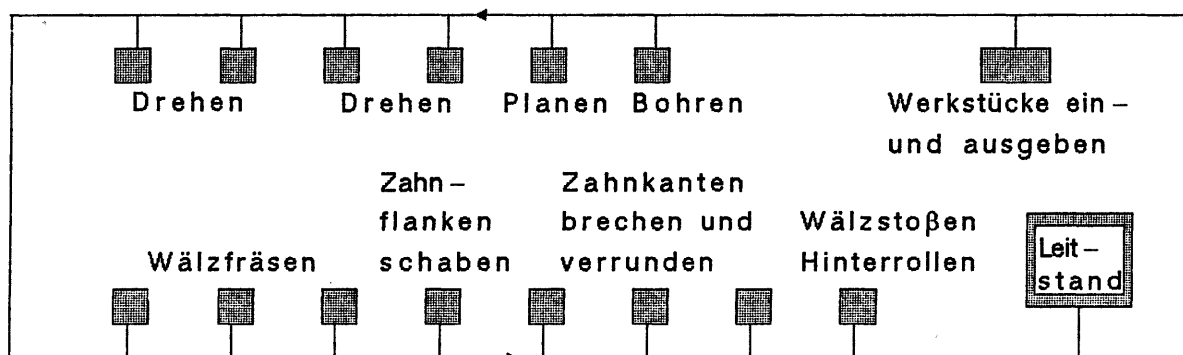 Drehen Drehen Planen Bohren Werkstücke ein–
und ausgeben
Zahn– Zahnkanten
flanken brechen und Wälzstoßen
Wälzfräsen schaben verrunden Hinterrollen
Leit–
stand